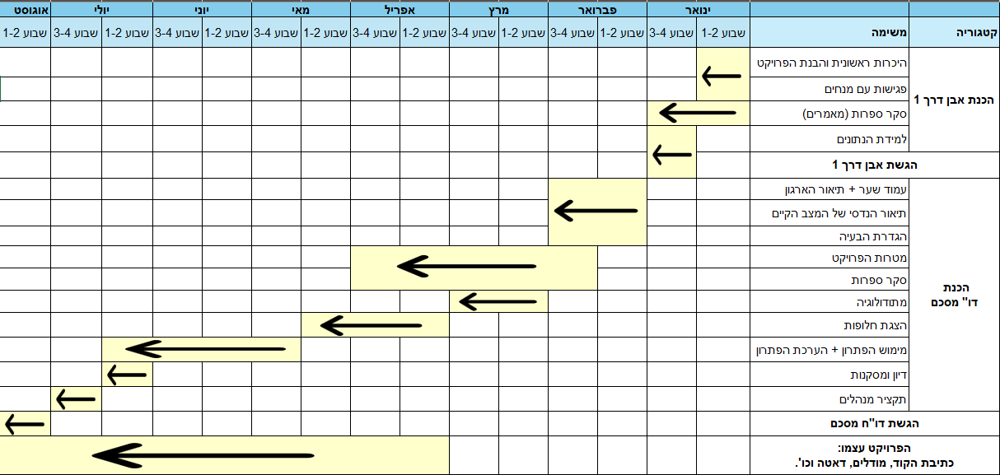 ינואר פברואר מרץ אפריל מאי יוני יולי אוגוסט
קטגוריה משימה שבוע 1-2 שבוע 3-4 שבוע 1-2 שבוע 3-4 שבוע 1-2 שבוע 3-4 שבוע 1-2 שבוע 3-4 שבוע 1-2 שבוע 3-4 שבוע 1-2 שבוע 3-4 שבוע 1-2 שבוע 3-4 שבוע 1-2
הכנת אבן דרך 1
היכרות ראשונית והבנת הפרויקט
פגישות עם מנחים
סקר ספרות (מאמרים)
למידת הנתונים
הגשת אבן דרך 1
הכנת
דו"ח מסכם
עמוד שער + תיאור הארגון
תיאור הנדסי של המצב הקיים
הגדרת הבעיה
מטרות הפרויקט
סקר ספרות
מתודולוגיה
הצגת חלופות
מימוש הפתרון + הערכת הפתרון
דיון ומסקנות
תקציר מנהלים
הגשת דו"ח מסכם
הפרויקט עצמו:
כתיבת הקוד, מודלים, דאטה וכו'.